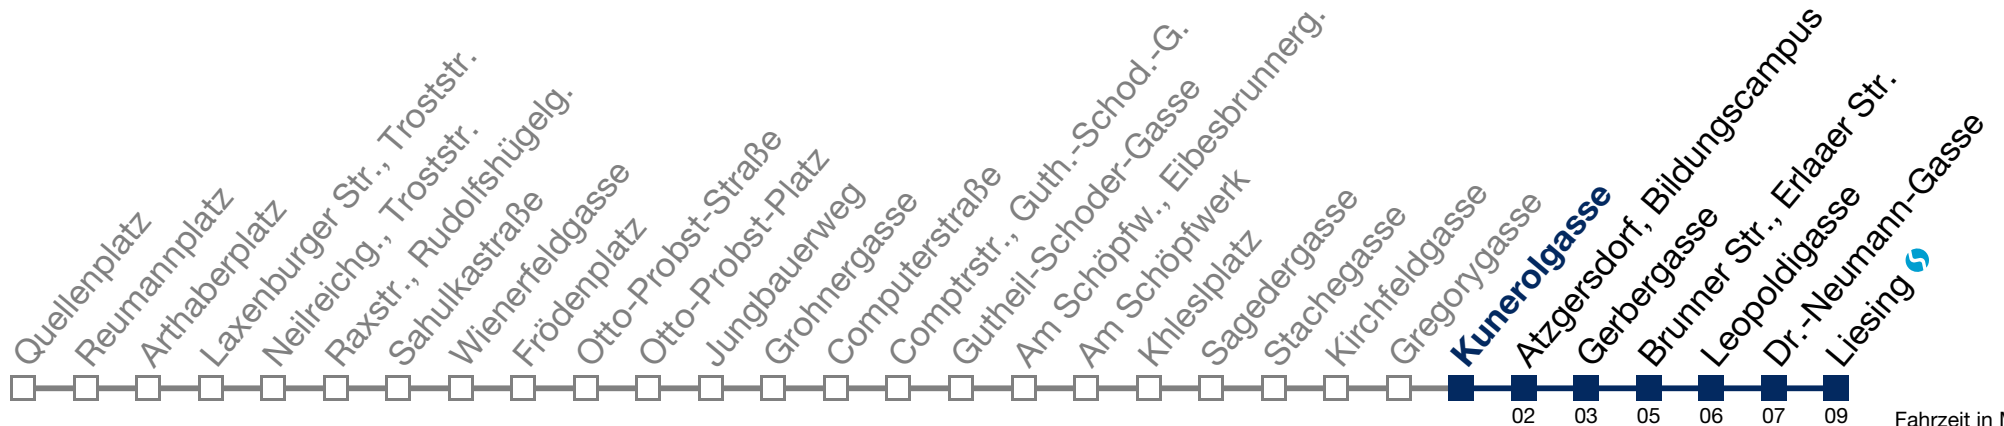 Quellenplatz
Reumannplatz
Arthaberplatz
Laxenburger Str., Troststr.
Neilreichg., Troststr.
Raxstr., Rudolfshügelg.
Sahulkastraße
Wienerfeldgasse
Frödenplatz
Otto-Probst-Straße
Otto-Probst-Platz
Jungbauerweg
Grohnergasse
Computerstraße
Comptrstr., Guth.-Schod.-G.
Gutheil-Schoder-Gasse
Am Schöpfw., Eibesbrunnerg.
Am Schöpfwerk
Khleslplatz
Sagedergasse
Stachegasse
Kirchfeldgasse
Gregorygasse
Kunerolgasse
Atzgersdorf, Bildungscampus
Gerbergasse
Brunner Str., Erlaaer Str.
Leopoldigasse
Dr.-Neumann-Gasse
Liesing
02 03 05 06 07 09
Fahrzeit in M